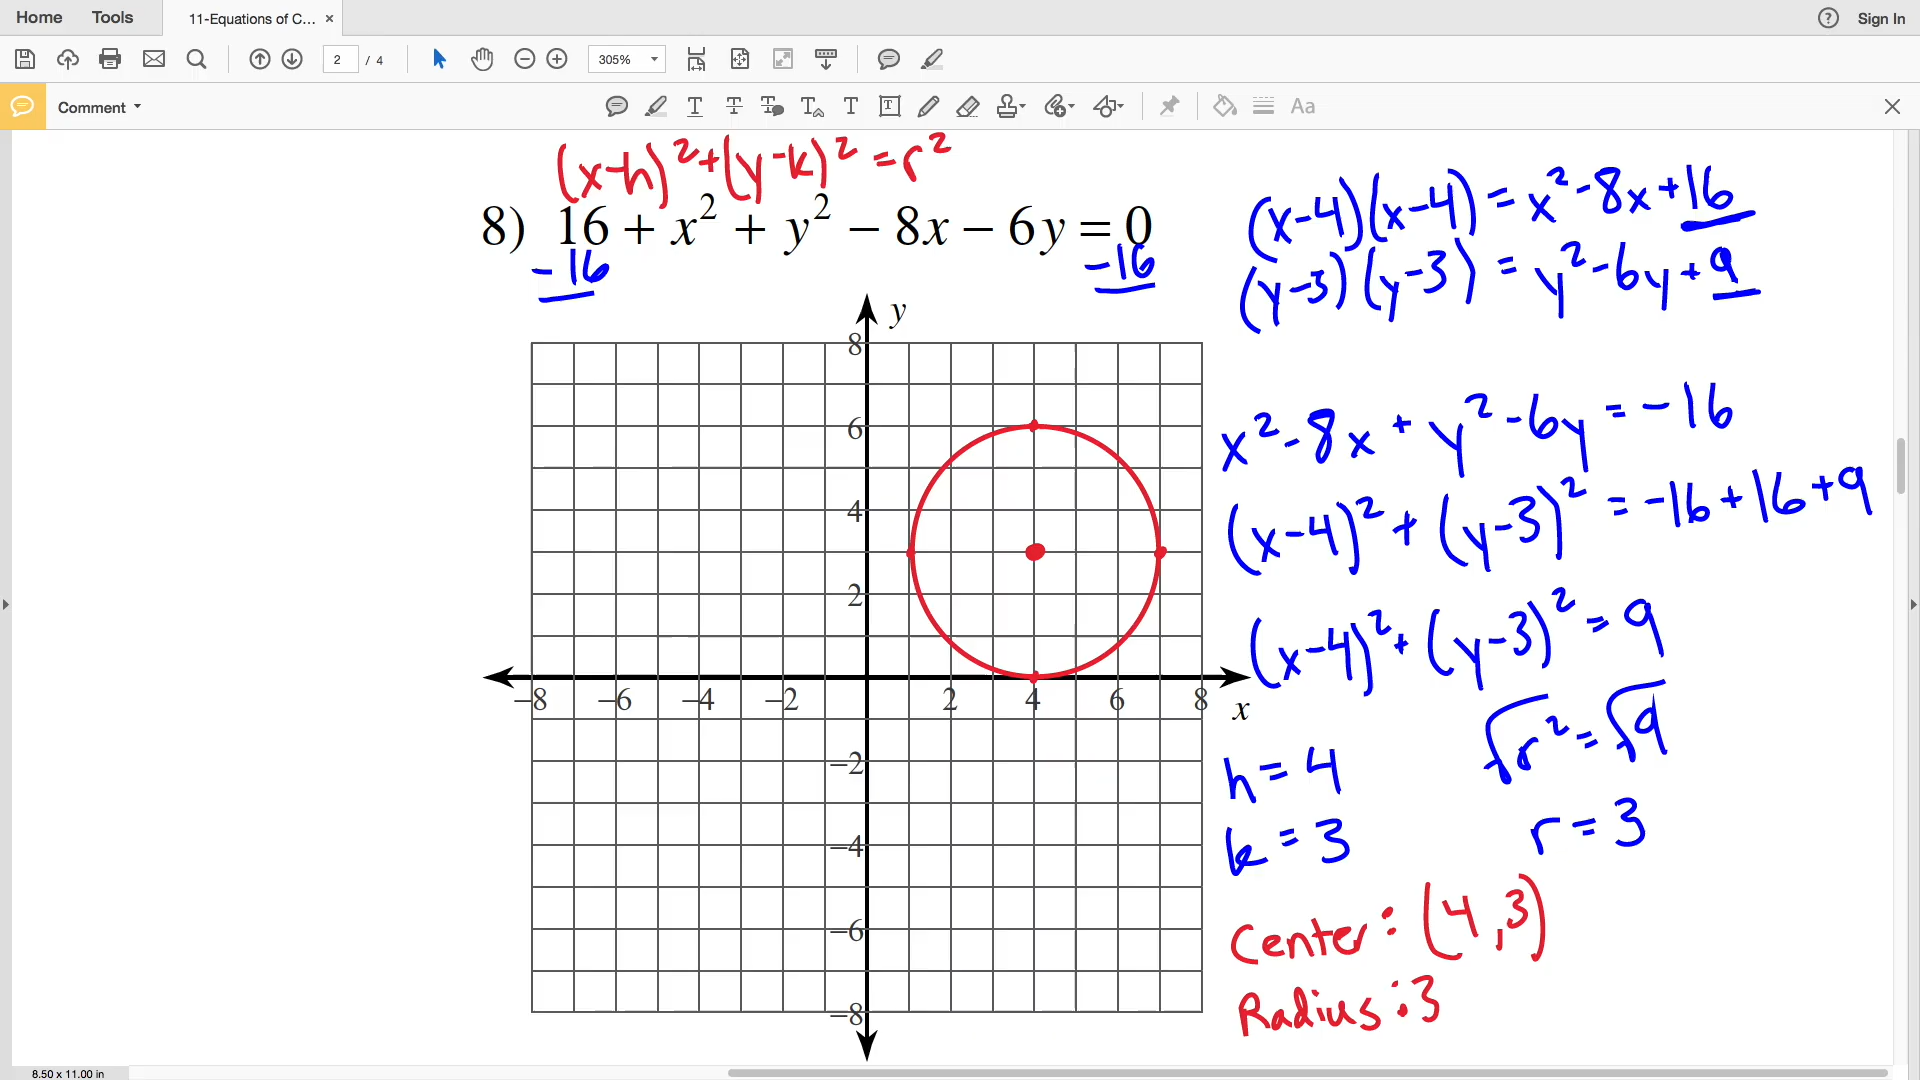 Home Tools 11-Equations of C... × ? Sign In
2 / 4 305%
Comment T T T T T T Aa
(x-h)²+(y-k)²=r²
8) 16 + x² + y² − 8x − 6y = 0
-16 -16
(x-4)(x-4) = x²-8x+16
(y-3)(y-3) = y²-6y+9
x²-8x + y²-6y = -16
(x-4)² + (y-3)² = -16+16+9
(x-4)² + (y-3)² = 9
√r² = √9
h = 4
k = 3
r = 3
Center: (4,3)
Radius: 3
y
8
6
4
2
−8 −6 −4 −2 2 4 6 8 x
−2
−4
−6
−8
8.50 x 11.00 in